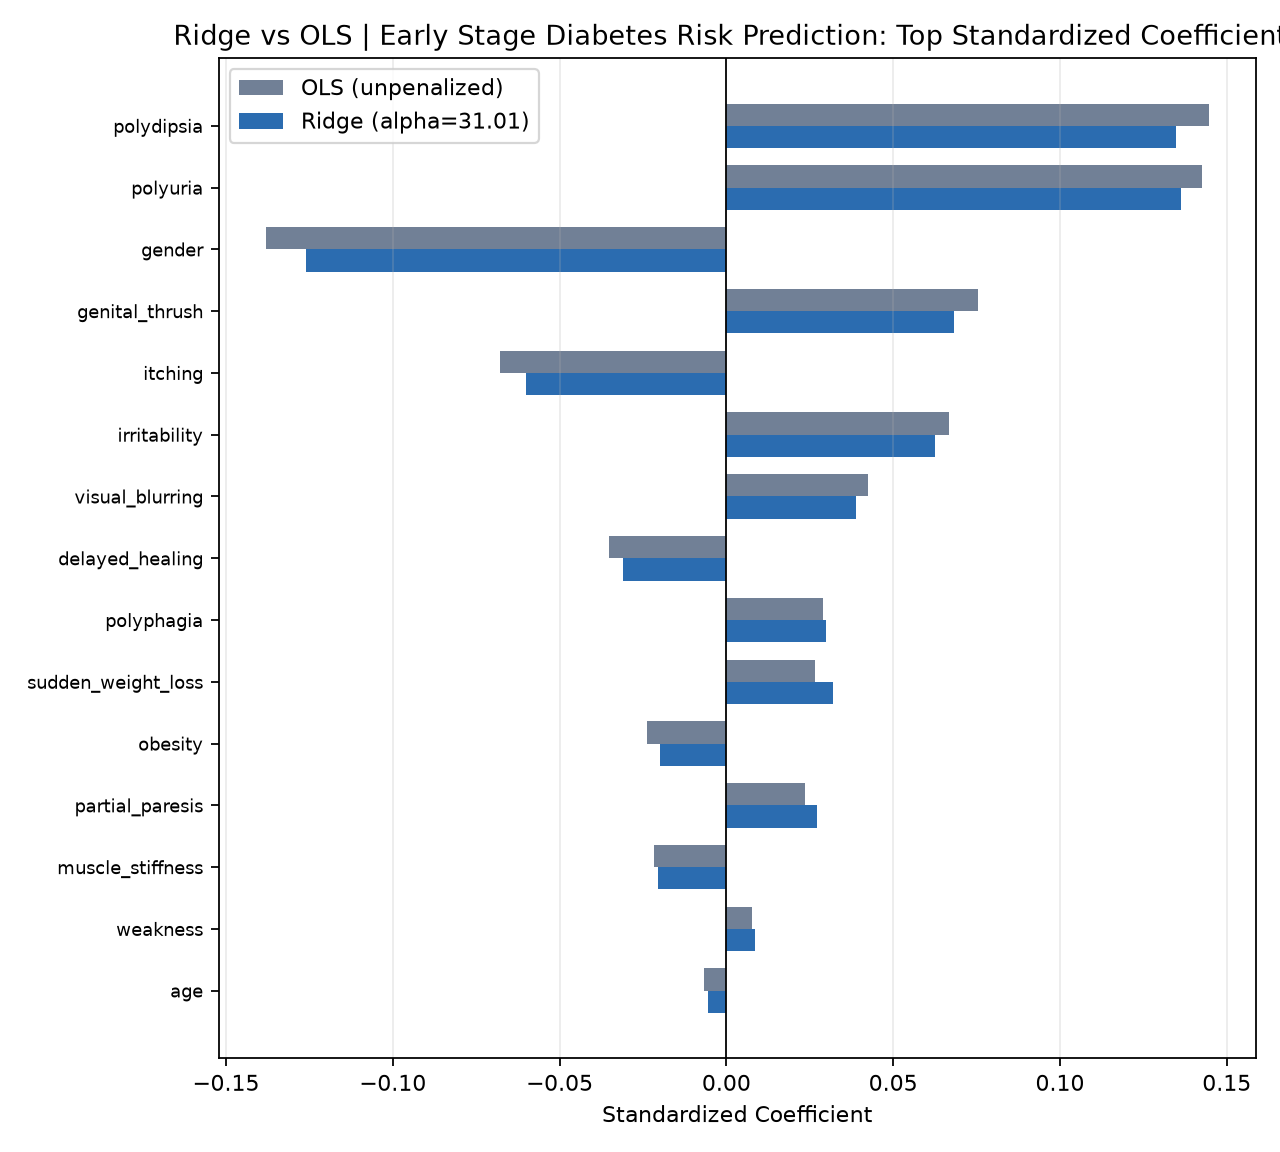 Ridge vs OLS | Early Stage Diabetes Risk Prediction: Top Standardized Coefficient
OLS (unpenalized)
Ridge (alpha=31.01)
polydipsia
polyuria
gender
genital_thrush
itching
irritability
visual_blurring
delayed_healing
polyphagia
sudden_weight_loss
obesity
partial_paresis
muscle_stiffness
weakness
age
−0.15 −0.10 −0.05 0.00 0.05 0.10 0.15
Standardized Coefficient